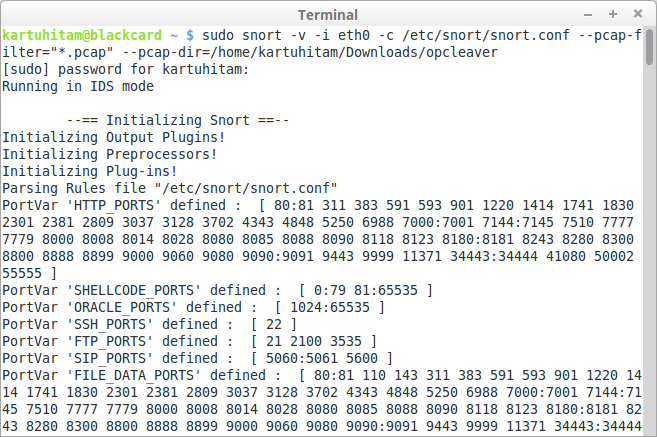 Terminal
kartuhitam@blackcard ~ $ sudo snort -v -i eth0 -c /etc/snort/snort.conf --pcap-f
ilter="*.pcap" --pcap-dir=/home/kartuhitam/Downloads/opcleaver
[sudo] password for kartuhitam:
Running in IDS mode
--== Initializing Snort ==--
Initializing Output Plugins!
Initializing Preprocessors!
Initializing Plug-ins!
Parsing Rules file "/etc/snort/snort.conf"
PortVar 'HTTP_PORTS' defined :  [ 80:81 311 383 591 593 901 1220 1414 1741 1830
2301 2381 2809 3037 3128 3702 4343 4848 5250 6988 7000:7001 7144:7145 7510 7777
7779 8000 8008 8014 8028 8080 8085 8088 8090 8118 8123 8180:8181 8243 8280 8300
8800 8888 8899 9000 9060 9080 9090:9091 9443 9999 11371 34443:34444 41080 50002
55555 ]
PortVar 'SHELLCODE_PORTS' defined :  [ 0:79 81:65535 ]
PortVar 'ORACLE_PORTS' defined :  [ 1024:65535 ]
PortVar 'SSH_PORTS' defined :  [ 22 ]
PortVar 'FTP_PORTS' defined :  [ 21 2100 3535 ]
PortVar 'SIP_PORTS' defined :  [ 5060:5061 5600 ]
PortVar 'FILE_DATA_PORTS' defined :  [ 80:81 110 143 311 383 591 593 901 1220 14
14 1741 1830 2301 2381 2809 3037 3128 3702 4343 4848 5250 6988 7000:7001 7144:71
45 7510 7777 7779 8000 8008 8014 8028 8080 8085 8088 8090 8118 8123 8180:8181 82
43 8280 8300 8800 8888 8899 9000 9060 9080 9090:9091 9443 9999 11371 34443:34444